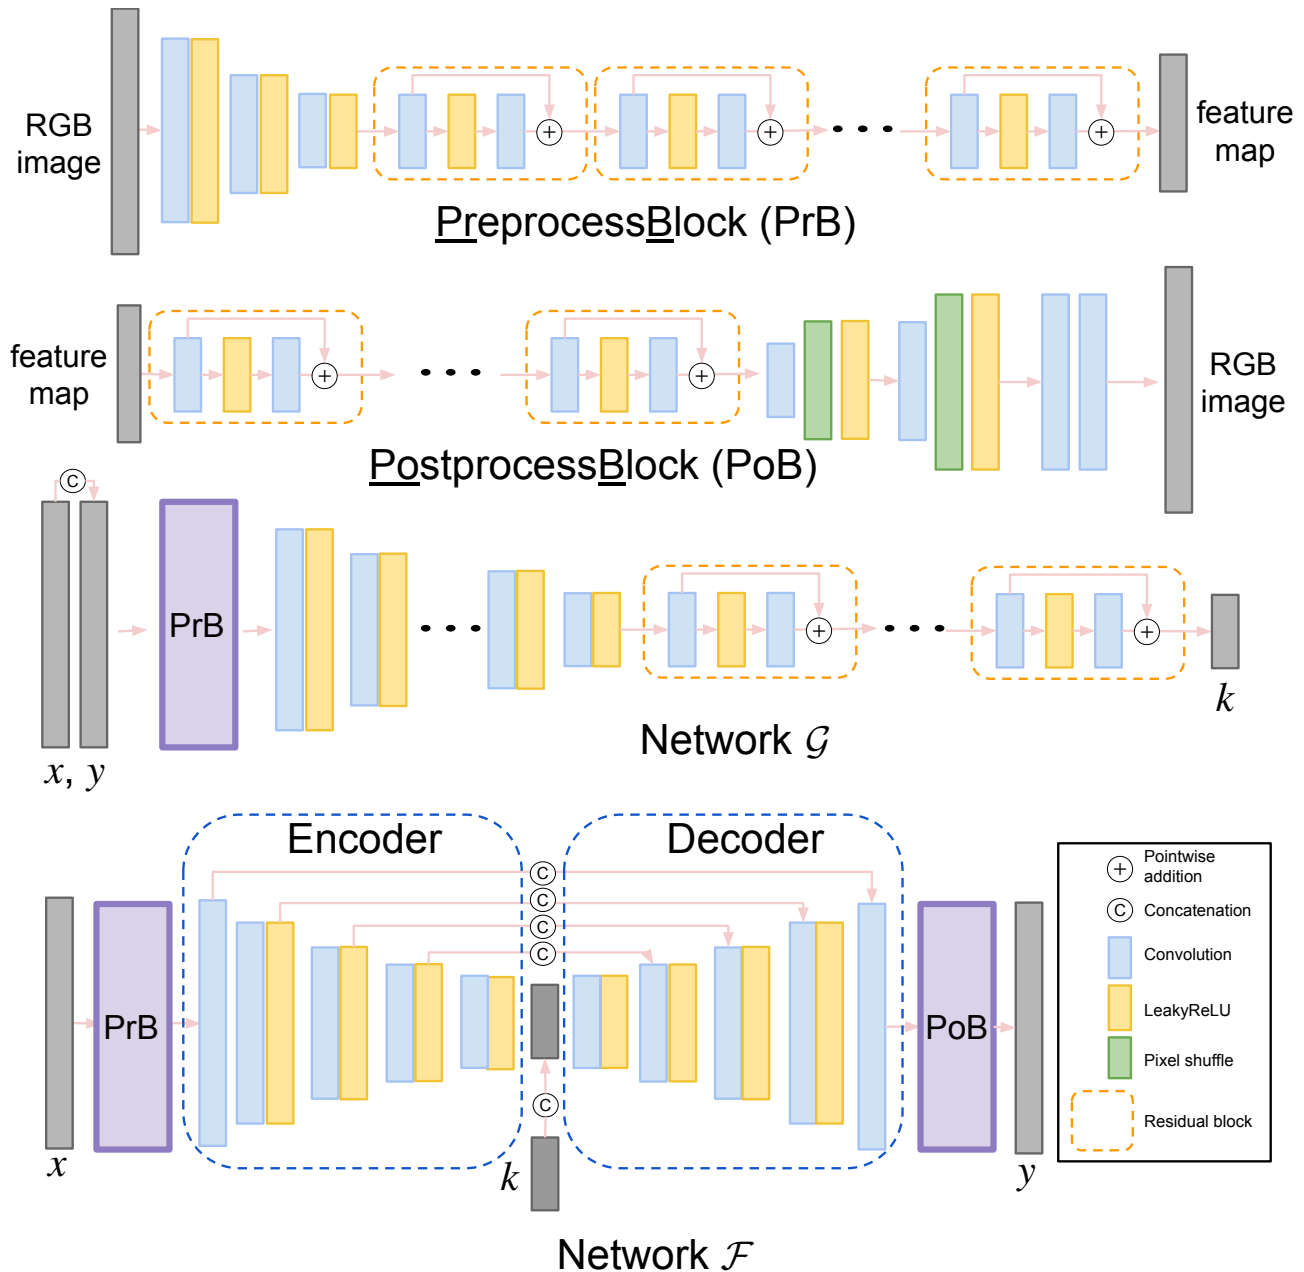 RGB
image
feature
map
PreprocessBlock (PrB)
feature
map
RGB
image
PostprocessBlock (PoB)
C
PrB
x, y
k
Network 𝒢
Encoder
Decoder
C
C
C
C
PrB
PoB
C
x
k
y
Network ℱ
+ Pointwise
addition
C Concatenation
Convolution
LeakyReLU
Pixel shuffle
Residual block